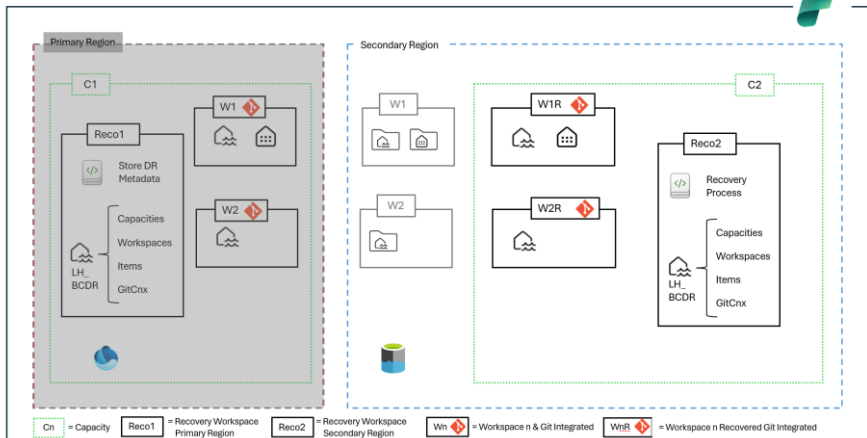 Primary Region
C1
Reco1
</>
Store DR
Metadata
Capacities
Workspaces
Items
GitCnx
LH_
BCDR
W1
W2
Secondary Region
W1
W2
C2
W1R
W2R
Reco2
</>
Recovery
Process
Capacities
Workspaces
Items
GitCnx
LH_
BCDR
Cn = Capacity
Reco1 = Recovery Workspace
Primary Region
Reco2 = Recovery Workspace
Secondary Region
Wn = Workspace n & Git Integrated
WnR = Workspace n Recovered Git Integrated